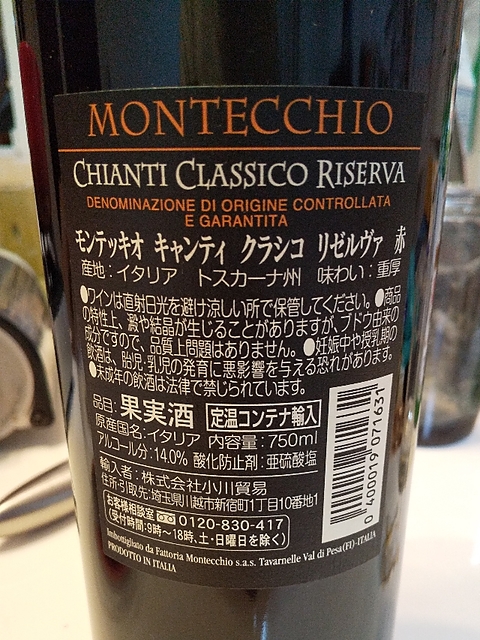 MONTECCHIO
CHIANTI CLASSICO RISERVA
DENOMINAZIONE DI ORIGINE CONTROLLATA
E GARANTITA
モンテッキオ キャンティ クラシコ リゼルヴァ 赤
産地:イタリア トスカーナ州 味わい:重厚
●ワインは直射日光を避け涼しい所で保管してください。●商品
の特性上、澱や結晶が生じることがありますが、ブドウ由来の
成分ですので、品質上問題はありません。●妊娠中や授乳期の
飲酒は、胎児・乳児の発育に悪影響を与える恐れがあります。
●未成年の飲酒は法律で禁じられています。
品目:果実酒 定温コンテナ輸入
原産国名:イタリア 内容量:750ml
アルコール分:14.0% 酸化防止剤:亜硫酸塩
輸入者:株式会社小川貿易
住所・引取先:埼玉県川越市新宿町1丁目10番地1
お客様相談室 0120-830-417
(受付時間:9時~18時、土・日曜日を除く)
0 400019 071631
Imbottigliato da Fattoria Montecchio s.a.s. Tavarnelle Val di Pesa (FI)-ITALIA
PRODOTTO IN ITALIA